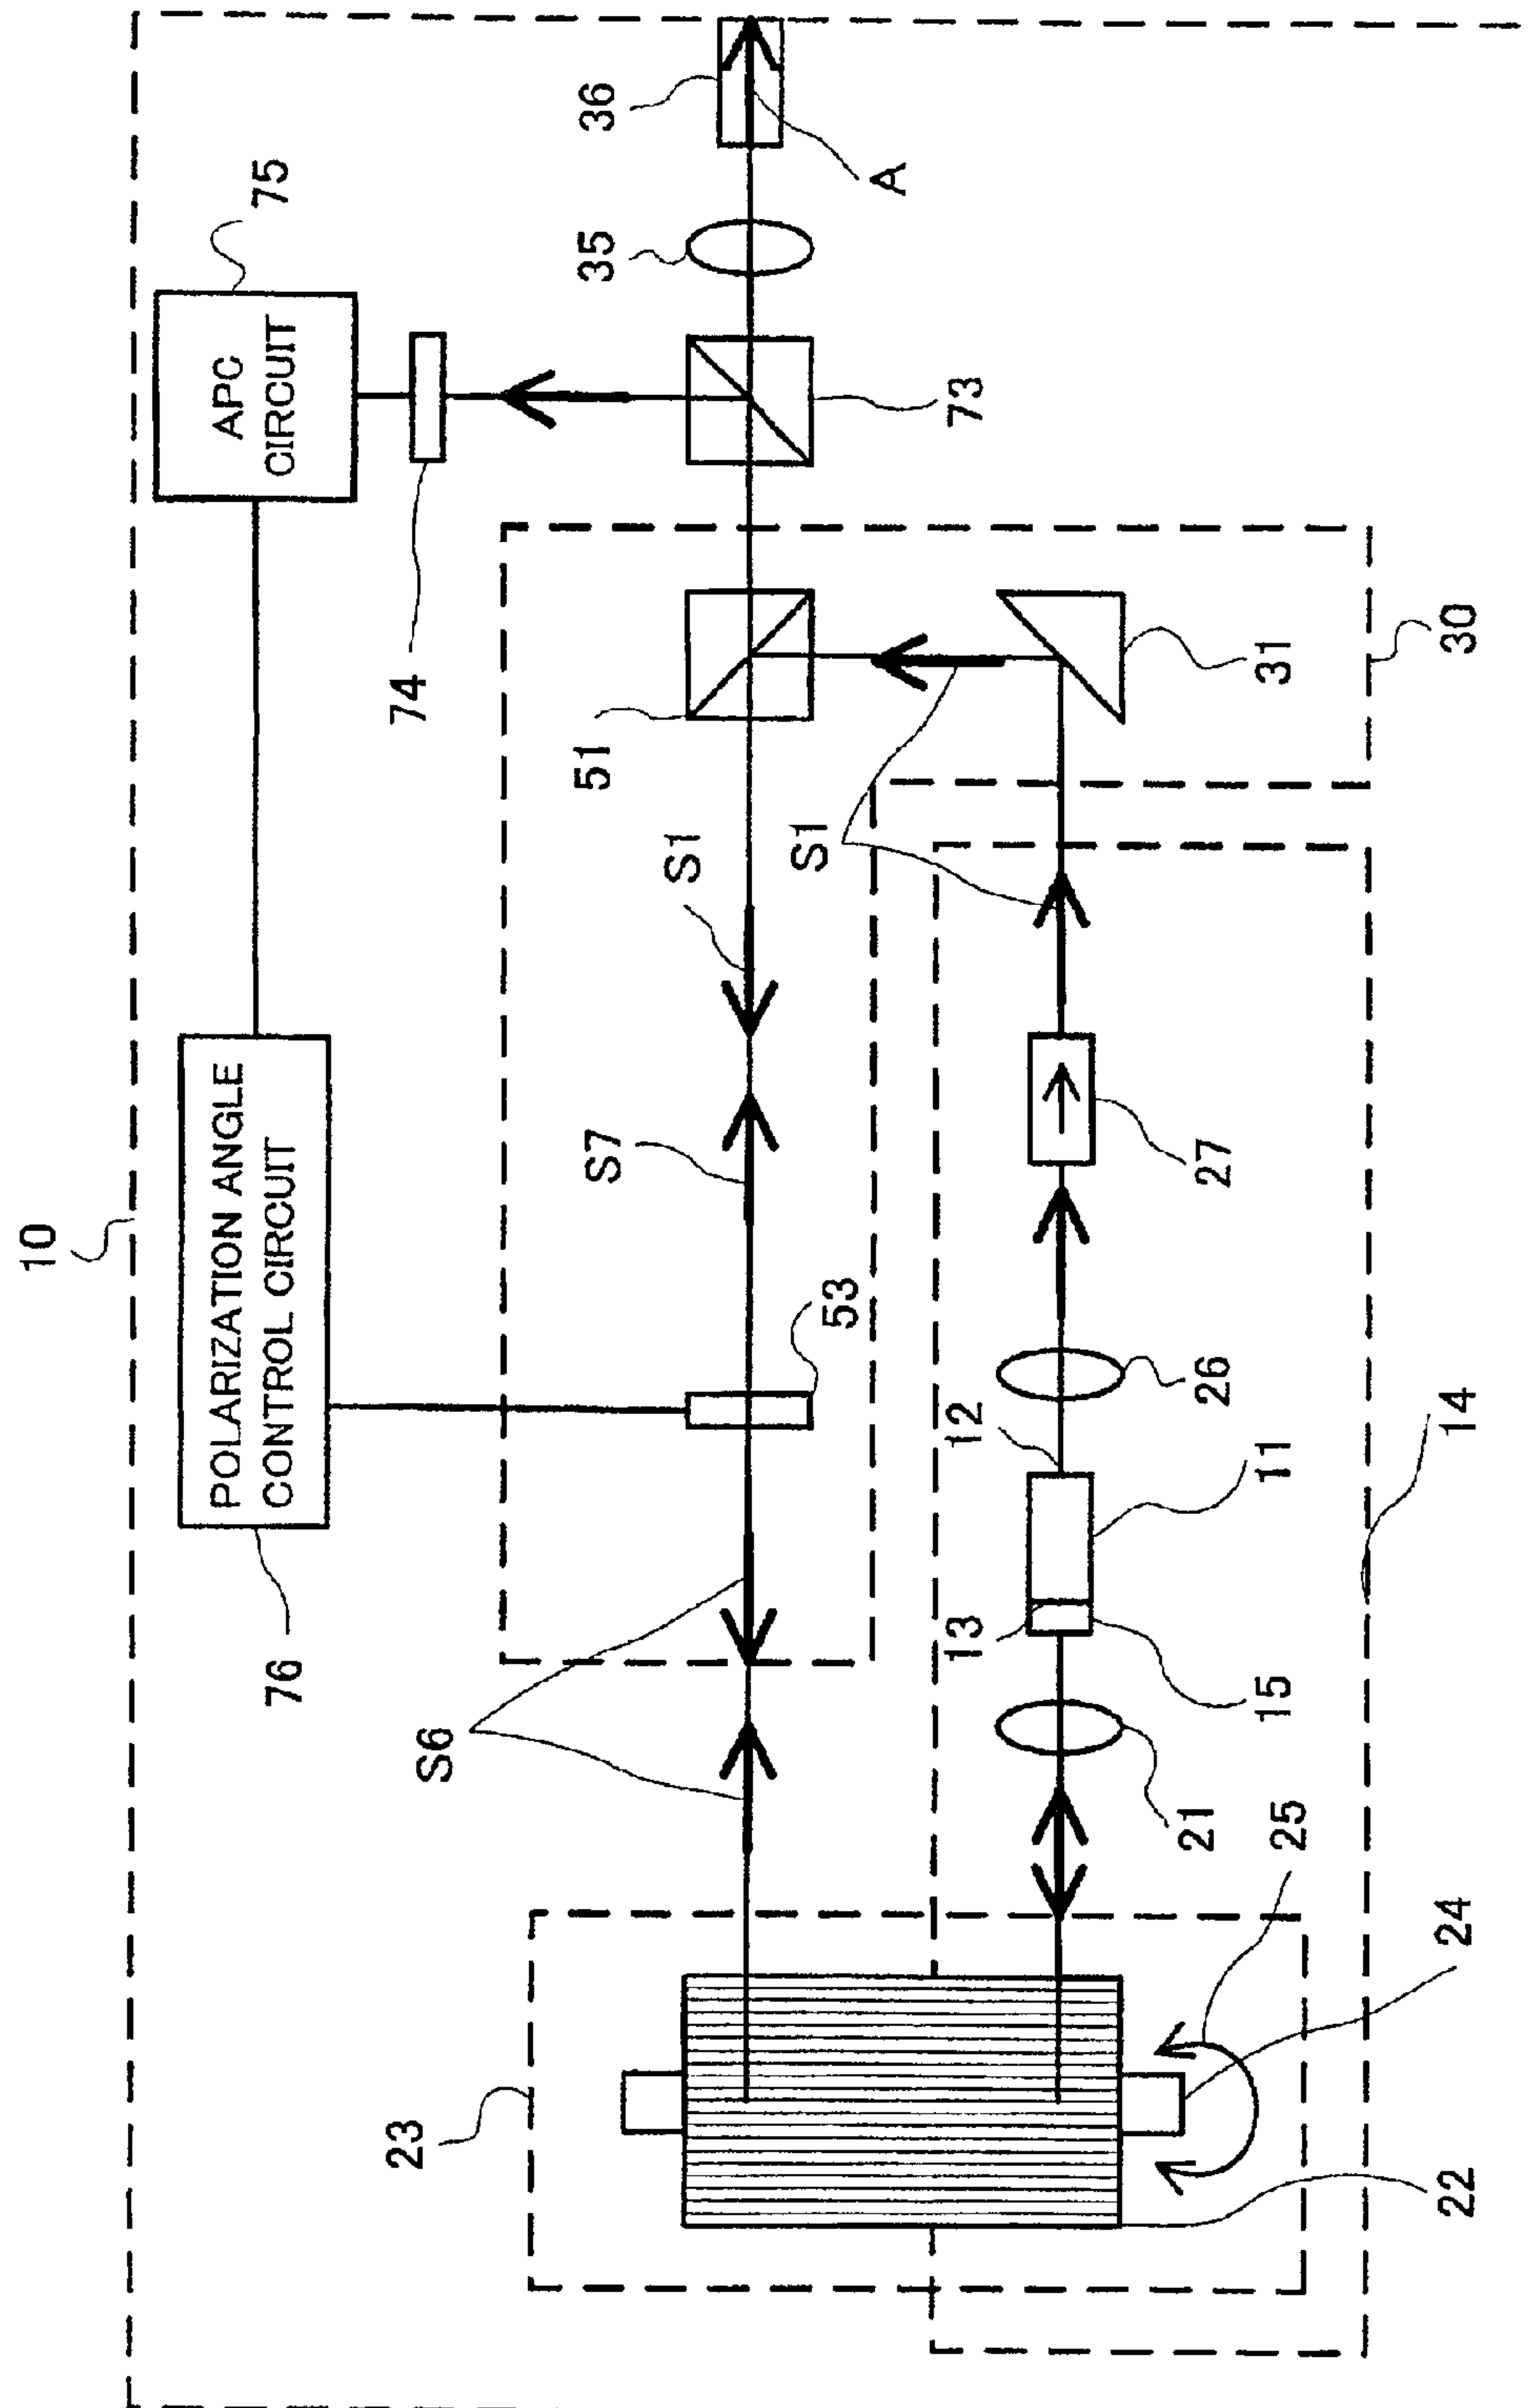 10
POLARIZATION ANGLE
CONTROL CIRCUIT
76
APC
CIRCUIT
75
74
36
35
A
73
51
S1
S7
53
S6
S1
31
30
27
26
12
11
13
15
21
14
23
25
24
22